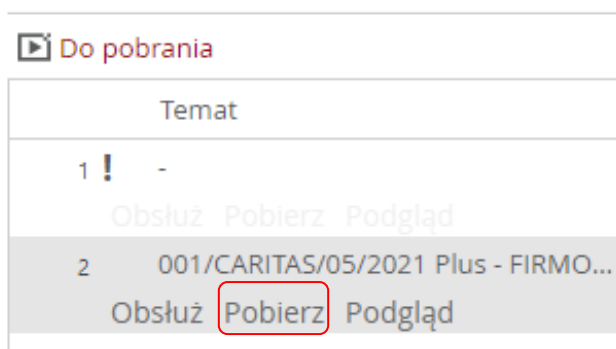 Do pobrania
Temat
1 ! -
Obsłuż Pobierz Podgląd
2 001/CARITAS/05/2021 Plus - FIRMO...
Obsłuż Pobierz Podgląd